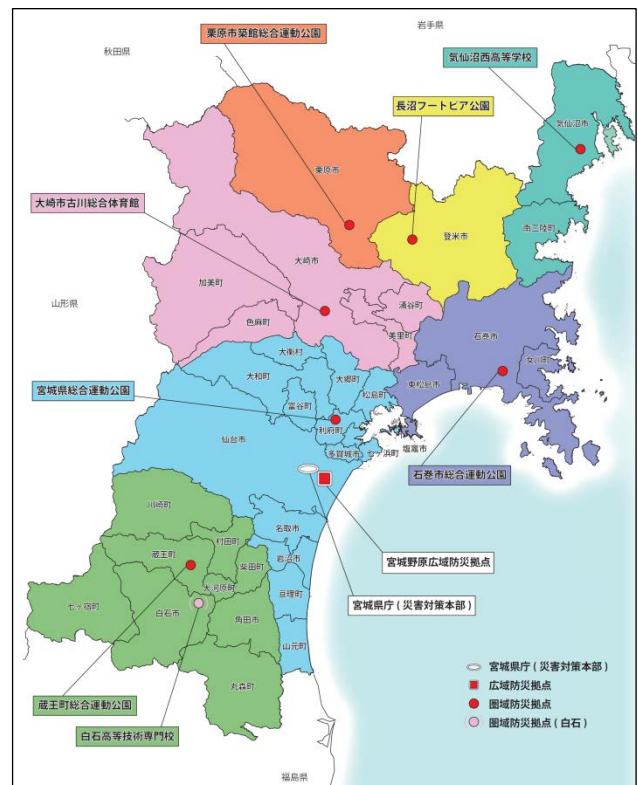 岩手県
秋田県
栗原市築館総合運動公園
気仙沼西高等学校
長沼フートピア公園
気仙沼市
栗原市
大崎市古川総合体育館
登米市
南三陸町
大崎市
加美町
涌谷町
山形県
色麻町
美里町
石巻市
女川町
大衡村
宮城県総合運動公園
大和町
大郷町
松島町
東松島市
富谷町
利府町
仙台市
多賀城市
七ヶ浜町
塩竈市
石巻市総合運動公園
川崎町
名取市
村田町
蔵王町
柴田町
岩沼市
宮城野原広域防災拠点
大河原町
七ヶ宿町
白石市
亘理町
宮城県庁(災害対策本部)
角田市
山元町
丸森町
蔵王町総合運動公園
白石高等技術専門校
宮城県庁(災害対策本部)
広域防災拠点
圏域防災拠点
圏域防災拠点(白石)
福島県